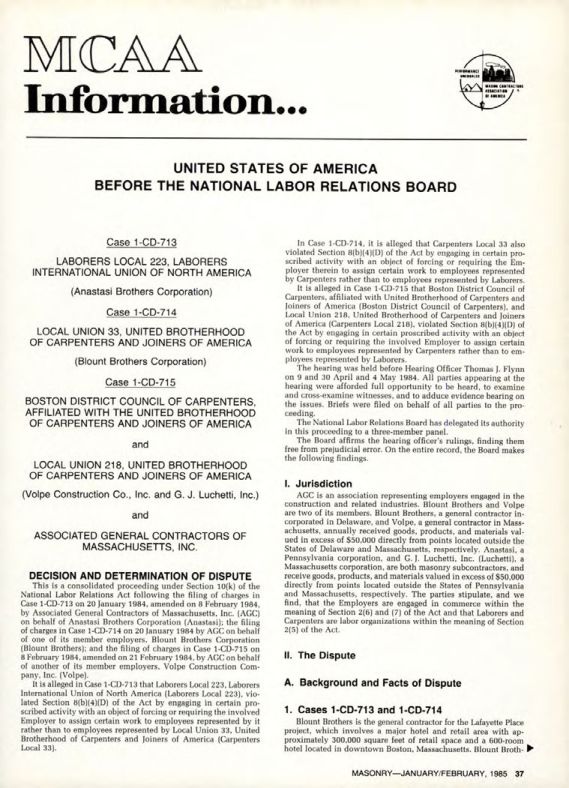 MCAA
Information...
PERFORMANCE
UNEQUALED
MASON CONTRACTORS
ASSOCIATION
OF AMERICA
UNITED STATES OF AMERICA
BEFORE THE NATIONAL LABOR RELATIONS BOARD
Case 1-CD-713
LABORERS LOCAL 223, LABORERS
INTERNATIONAL UNION OF NORTH AMERICA
(Anastasi Brothers Corporation)
Case 1-CD-714
LOCAL UNION 33, UNITED BROTHERHOOD
OF CARPENTERS AND JOINERS OF AMERICA
(Blount Brothers Corporation)
Case 1-CD-715
BOSTON DISTRICT COUNCIL OF CARPENTERS,
AFFILIATED WITH THE UNITED BROTHERHOOD
OF CARPENTERS AND JOINERS OF AMERICA
and
LOCAL UNION 218, UNITED BROTHERHOOD
OF CARPENTERS AND JOINERS OF AMERICA
(Volpe Construction Co., Inc. and G. J. Luchetti, Inc.)
and
ASSOCIATED GENERAL CONTRACTORS OF
MASSACHUSETTS, INC.
DECISION AND DETERMINATION OF DISPUTE
This is a consolidated proceeding under Section 10(k) of the
National Labor Relations Act following the filing of charges in
Case 1-CD-713 on 20 January 1984, amended on 8 February 1984,
by Associated General Contractors of Massachusetts, Inc. (AGC)
on behalf of Anastasi Brothers Corporation (Anastasi); the filing
of charges in Case 1-CD-714 on 20 January 1984 by AGC on behalf
of one of its member employers. Blount Brothers Corporation
(Blount Brothers); and the filing of charges in Case 1-CD-715 on
8 February 1984, amended on 21 February 1984, by AGC on behalf
of another of its member employers. Volpe Construction Com-
pany, Inc. (Volpe).
It is alleged in Case 1-CD-713 that Laborers Local 223, Laborers
International Union of North America (Laborers Local 223), vio-
lated Section 8(b)(4)(D) of the Act by engaging in certain pro-
scribed activity with an object of forcing or requiring the involved
Employer to assign certain work to employees represented by it
rather than to employees represented by Local Union 33, United
Brotherhood of Carpenters and Joiners of America (Carpenters
Local 33).
In Case 1-CD-714, it is alleged that Carpenters Local 33 also
violated Section 8(b)(4)(D) of the Act by engaging in certain pro-
scribed activity with an object of forcing or requiring the Em-
ployer therein to assign certain work to employees represented
by Carpenters rather than to employees represented by Laborers.
It is alleged in Case 1-CD-715 that Boston District Council of
Carpenters, affiliated with United Brotherhood of Carpenters and
Joiners of America (Boston District Council of Carpenters), and
Local Union 218, United Brotherhood of Carpenters and Joiners
of America (Carpenters Local 218), violated Section 8(b)(4)(D) of
the Act by engaging in certain proscribed activity with an object
of forcing or requiring the involved Employer to assign certain
work to employees represented by Carpenters rather than to em-
ployees represented by Laborers.
The hearing was held before Hearing Officer Thomas J. Flynn
on 9 and 30 April and 4 May 1984. All parties appearing at the
hearing were afforded full opportunity to be heard, to examine
and cross-examine witnesses, and to adduce evidence bearing on
the issues. Briefs were filed on behalf of all parties to the pro-
ceeding.
The National Labor Relations Board has delegated its authority
in this proceeding to a three-member panel.
The Board affirms the hearing officer's rulings, finding them
free from prejudicial error. On the entire record, the Board makes
the following findings.
I. Jurisdiction
AGC is an association representing employers engaged in the
construction and related industries. Blount Brothers and Volpe
are two of its members. Blount Brothers, a general contractor in-
corporated in Delaware, and Volpe, a general contractor in Mass-
achusetts, annually received goods, products, and materials val-
ued in excess of $50,000 directly from points located outside the
States of Delaware and Massachusetts, respectively. Anastasi, a
Pennsylvania corporation, and G. J. Luchetti, Inc. (Luchetti), a
Massachusetts corporation, are both masonry subcontractors, and
receive goods, products, and materials valued in excess of $50,000
directly from points located outside the States of Pennsylvania
and Massachusetts, respectively. The parties stipulate, and we
find, that the Employers are engaged in commerce within the
meaning of Section 2(6) and (7) of the Act and that Laborers and
Carpenters are labor organizations within the meaning of Section
2(5) of the Act.
II. The Dispute
A. Background and Facts of Dispute
1. Cases 1-CD-713 and 1-CD-714
Blount Brothers is the general contractor for the Lafayette Place
project, which involves a major hotel and retail area with ap-
proximately 300,000 square feet of retail space and a 600-room
hotel located in downtown Boston, Massachusetts. Blount Broth-
MASONRY—JANUARY/FEBRUARY, 1985 37